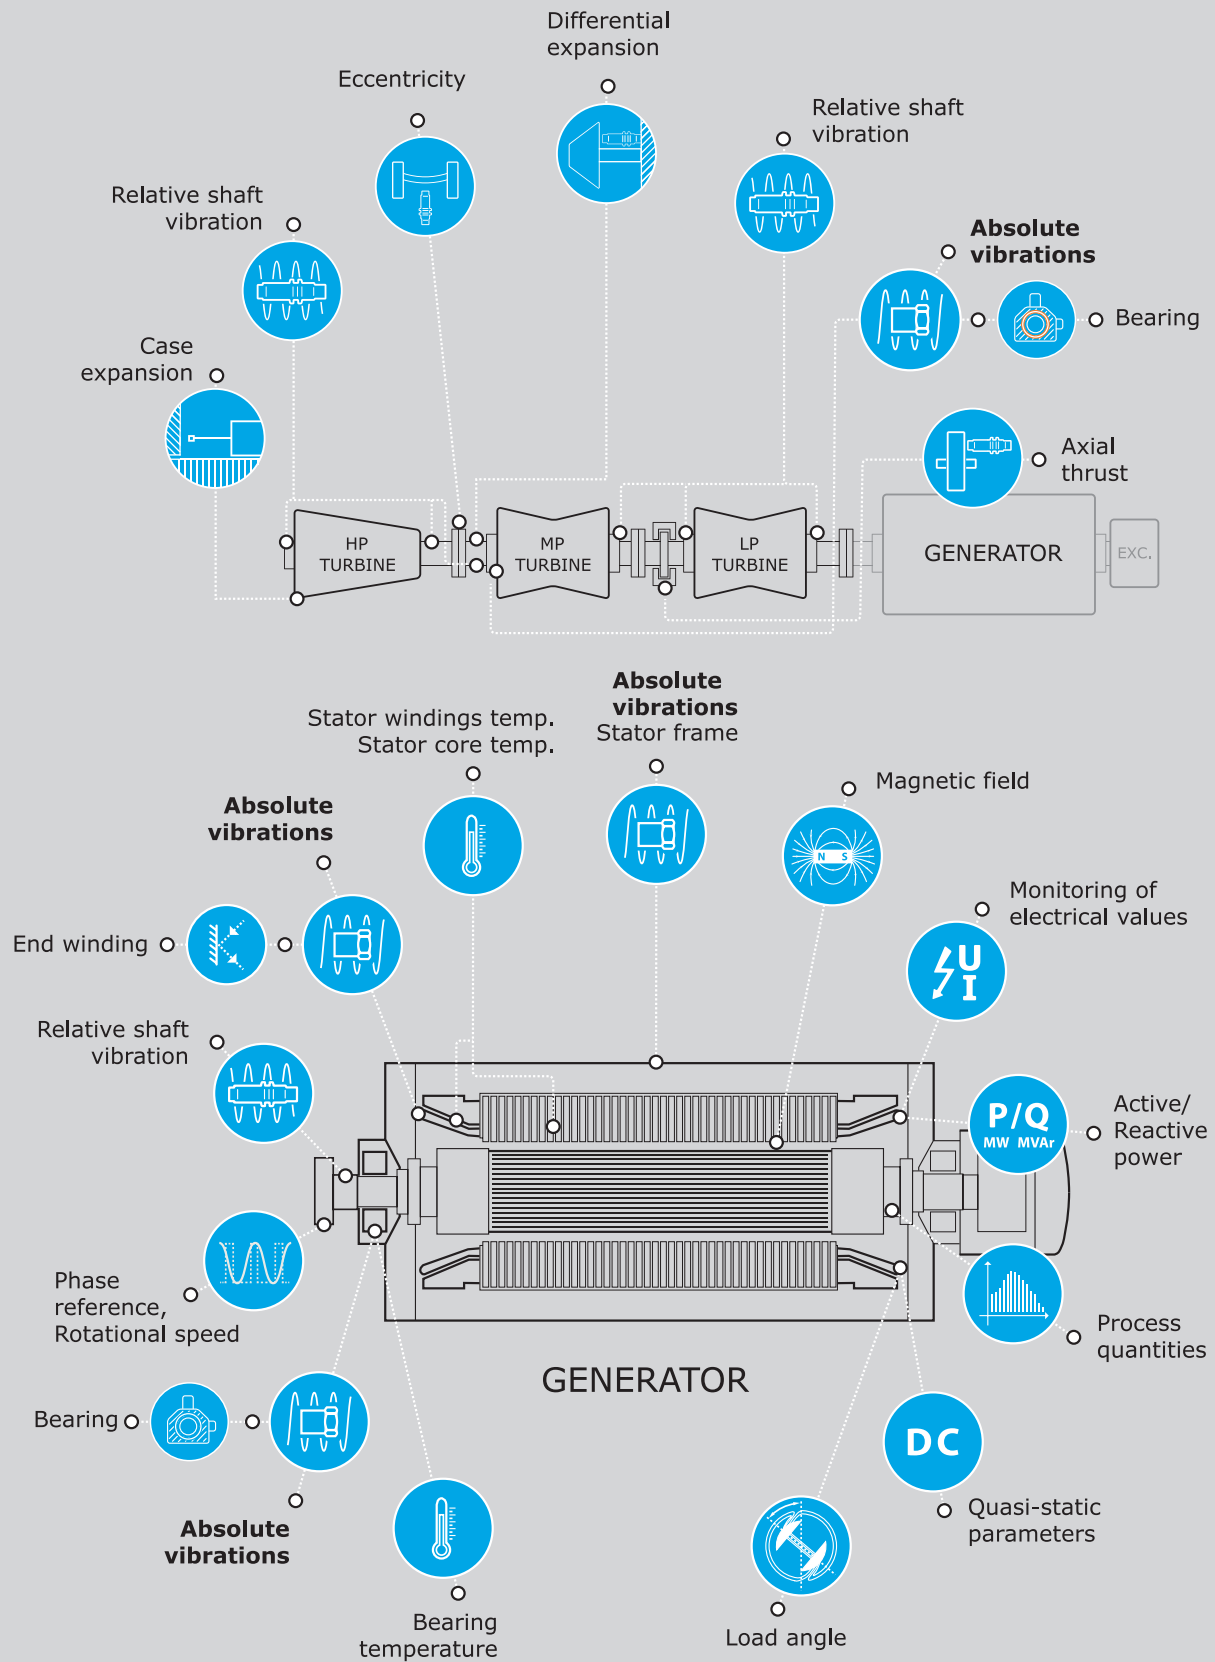 Differential
expansion
Eccentricity
Relative shaft
vibration
Relative shaft
vibration
Absolute
vibrations
Bearing
Case
expansion
Axial
thrust
HP
TURBINE
MP
TURBINE
LP
TURBINE
GENERATOR
EXC.
Absolute
vibrations
Stator frame
Stator windings temp.
Stator core temp.
Magnetic field
Absolute
vibrations
N S
Monitoring of
electrical values
End winding
U
I
Relative shaft
vibration
P/Q
MW MVAr
Active/
Reactive
power
Phase
reference,
Rotational speed
Process
quantities
GENERATOR
Bearing
DC
Absolute
vibrations
Quasi-static
parameters
Bearing
temperature
Load angle